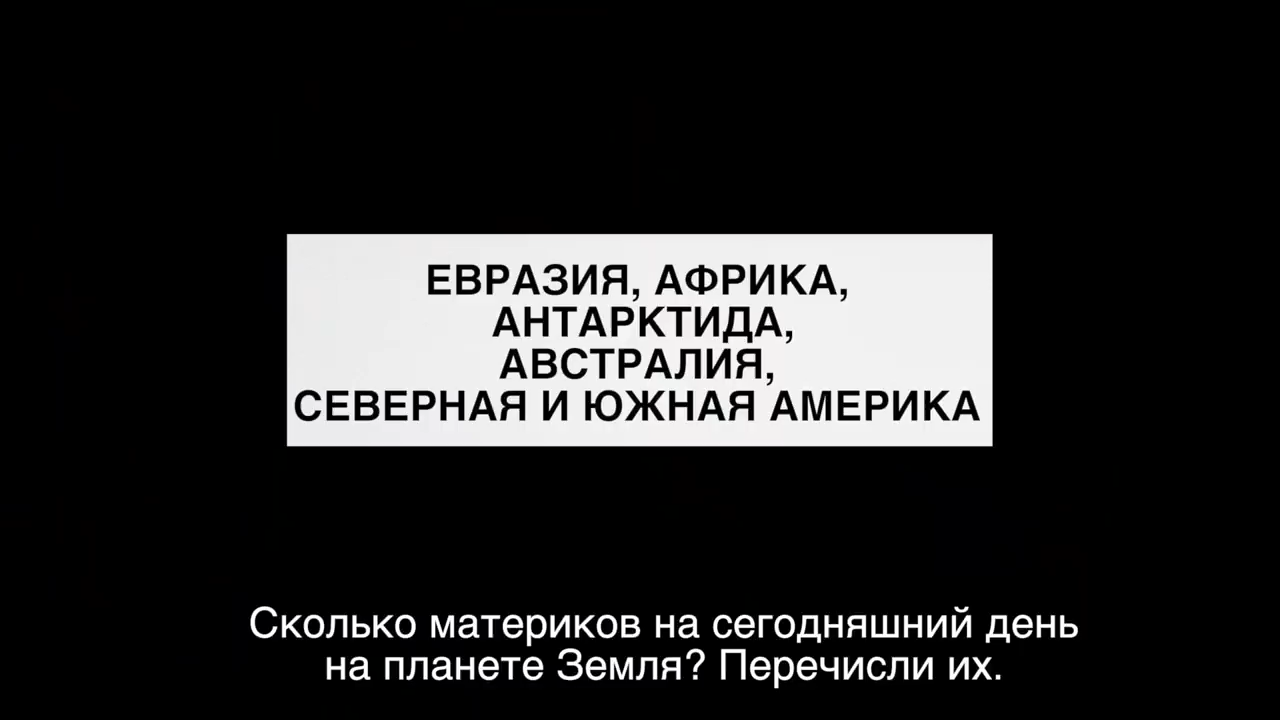 ЕВРАЗИЯ, АФРИКА,
АНТАРКТИДА,
АВСТРАЛИЯ,
СЕВЕРНАЯ И ЮЖНАЯ АМЕРИКА
Сколько материков на сегодняшний день
на планете Земля? Перечисли их.